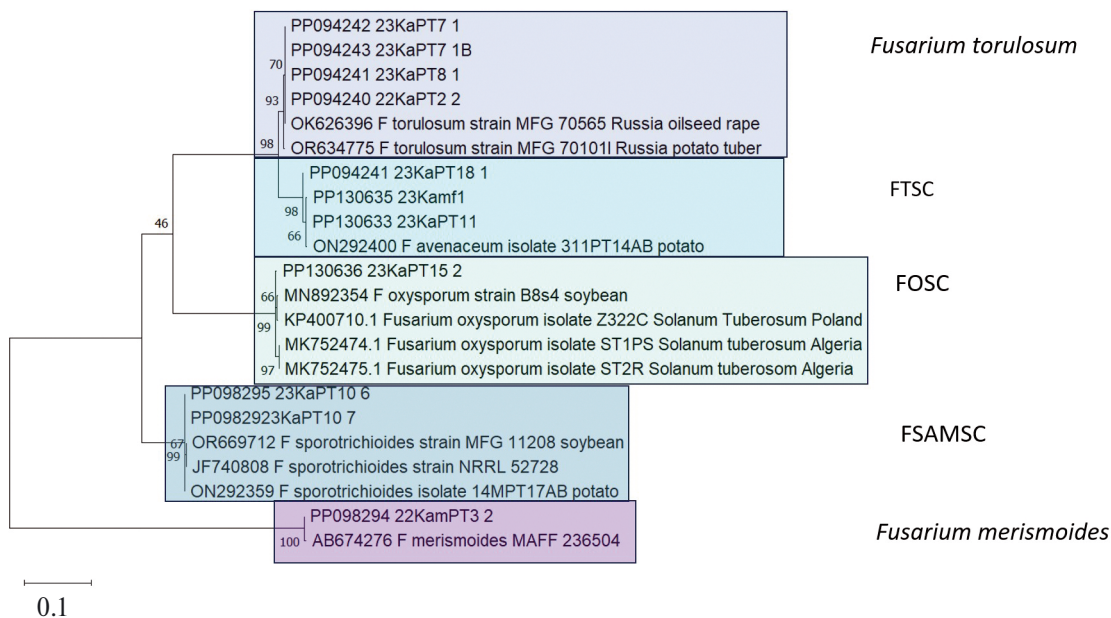 PP094242 23KaPT7 1
PP094243 23KaPT7 1B
70
PP094241 23KaPT8 1
93
PP094240 22KaPT2 2
OK626396 F torulosum strain MFG 70565 Russia oilseed rape
98
OR634775 F torulosum strain MFG 70101l Russia potato tuber
Fusarium torulosum
PP094241 23KaPT18 1
PP130635 23Kamf1
98
PP130633 23KaPT11
66
ON292400 F avenaceum isolate 311PT14AB potato
FTSC
46
PP130636 23KaPT15 2
66
MN892354 F oxysporum strain B8s4 soybean
99
KP400710.1 Fusarium oxysporum isolate Z322C Solanum Tuberosum Poland
MK752474.1 Fusarium oxysporum isolate ST1PS Solanum tuberosum Algeria
97
MK752475.1 Fusarium oxysporum isolate ST2R Solanum tuberosom Algeria
FOSC
PP098295 23KaPT10 6
PP0982923KaPT10 7
67
OR669712 F sporotrichioides strain MFG 11208 soybean
99
JF740808 F sporotrichioides strain NRRL 52728
ON292359 F sporotrichioides isolate 14MPT17AB potato
FSAMSC
PP098294 22KamPT3 2
100
AB674276 F merismoides MAFF 236504
Fusarium merismoides
0.1